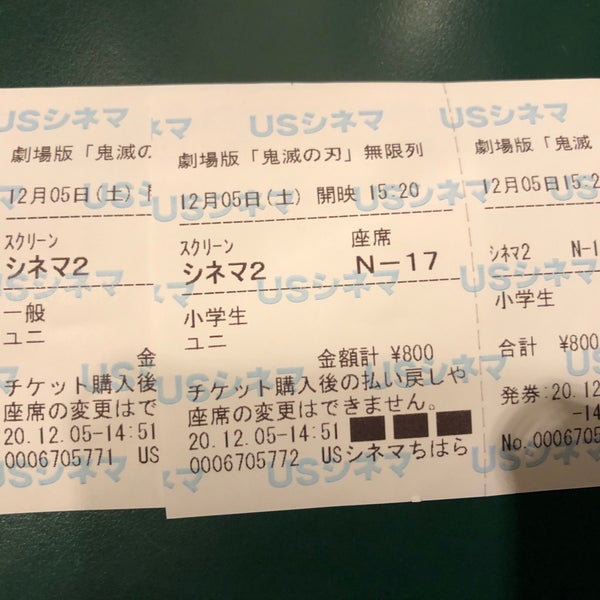 USシネマ
劇場版「鬼滅の
12月05日(土)
スクリーン
シネマ2
一般
ユニ
金
チケット購入後
座席の変更はで
20.12.05-14:51
0006705771 US
USシネマ
劇場版「鬼滅の刃」無限列
12月05日(土) 開映 15:20
スクリーン 座席
シネマ2 N-17
小学生
ユニ
金額計 ¥800
チケット購入後の払い戻しや
座席の変更はできません。
20.12.05-14:51
0006705772 USシネマちはら
劇場版「鬼滅
12月05日15:2
シネマ2 N-1
小学生
合計 ¥800
発券:20.12
-14
No.0006705